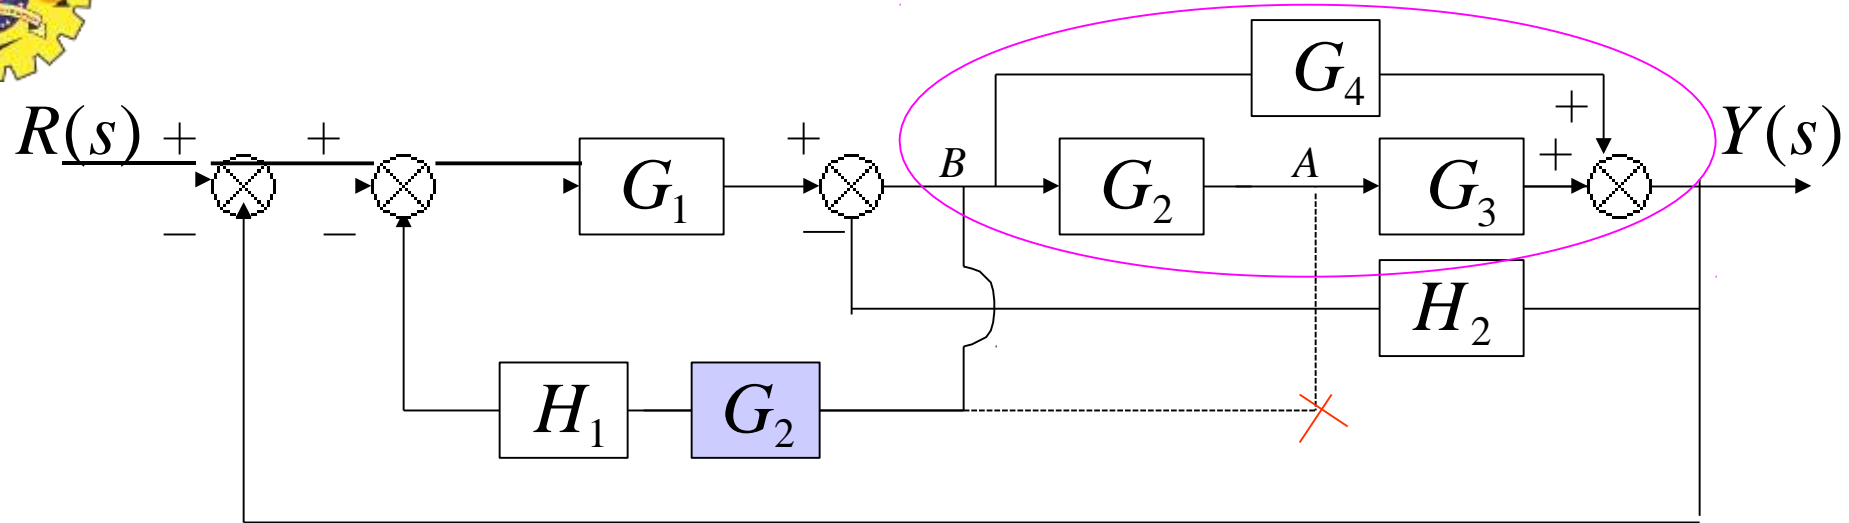 G₄
R(s) + + + + Y(s)
G₁ B G₂ A G₃ +
− − −
H₂
H₁ G₂